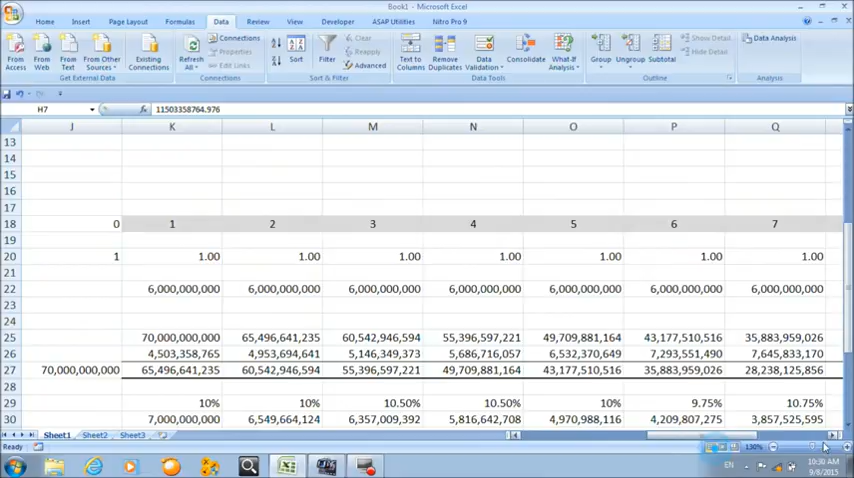 Book1 - Microsoft Excel
Home Insert Page Layout Formulas Data Review View Developer ASAP Utilities Nitro Pro 9
From Access From Web From Text From Other Sources Existing Connections Refresh All Connections Properties Edit Links Sort Filter Clear Reapply Advanced Text to Columns Remove Duplicates Data Validation Consolidate What-If Analysis Group Ungroup Subtotal Show Detail Hide Detail Data Analysis
Get External Data Connections Sort & Filter Data Tools Outline Analysis
H7 11503358764.976
J K L M N O P Q
13
14
15
16
17
18 0 1 2 3 4 5 6 7
19
20 1 1.00 1.00 1.00 1.00 1.00 1.00 1.00
21
22 6,000,000,000 6,000,000,000 6,000,000,000 6,000,000,000 6,000,000,000 6,000,000,000 6,000,000,000
23
24
25 70,000,000,000 65,496,641,235 60,542,946,594 55,396,597,221 49,709,881,164 43,177,510,516 35,883,959,026
26 4,503,358,765 4,953,694,641 5,146,349,373 5,686,716,057 6,532,370,649 7,293,551,490 7,645,833,170
27 70,000,000,000 65,496,641,235 60,542,946,594 55,396,597,221 49,709,881,164 43,177,510,516 35,883,959,026 28,238,125,856
28
29 10% 10% 10.50% 10.50% 10% 9.75% 10.75%
30 7,000,000,000 6,549,664,124 6,357,009,392 5,816,642,708 4,970,988,116 4,209,807,275 3,857,525,595
Sheet1 Sheet2 Sheet3
Ready 130%
EN 10:30 AM
9/8/2015